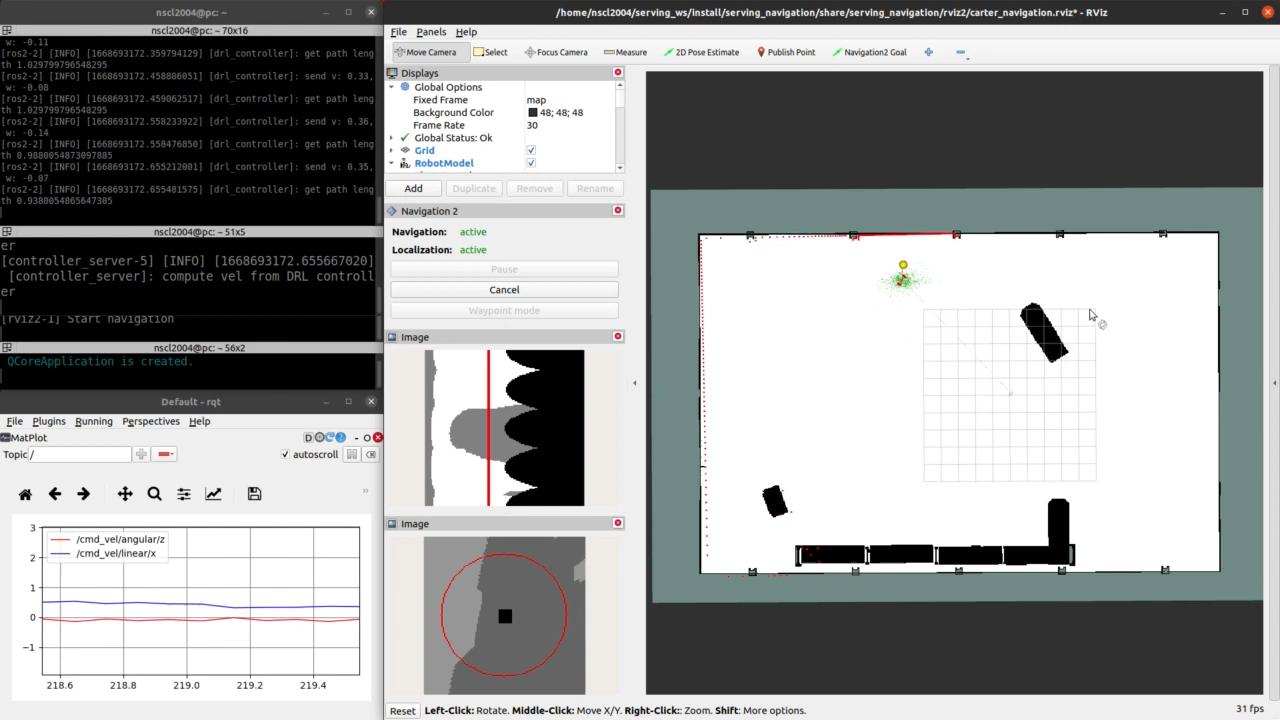 nscl2004@pc: ~
nscl2004@pc: ~ 70x16
w: -0.11
[ros2-2] [INFO] [1668693172.359794129] [drl_controller]: get path leng
th 1.029799796548295
[ros2-2] [INFO] [1668693172.458806051] [drl_controller]: send v: 0.33,
w: -0.08
[ros2-2] [INFO] [1668693172.459062517] [drl_controller]: get path leng
th 1.029799796548295
[ros2-2] [INFO] [1668693172.558233922] [drl_controller]: send v: 0.36,
w: -0.14
[ros2-2] [INFO] [1668693172.558476850] [drl_controller]: get path leng
th 0.9880054873097885
[ros2-2] [INFO] [1668693172.655212001] [drl_controller]: send v: 0.35,
w: -0.07
[ros2-2] [INFO] [1668693172.655481575] [drl_controller]: get path leng
th 0.9380054865647305
nscl2004@pc: ~ 51x5
er
[controller_server-5] [INFO] [1668693172.655667020]
[controller_server]: compute vel from DRL controll
er
[rviz2-1] Start navigation
nscl2004@pc: ~ 56x2
QCoreApplication is created.
Default - rqt
File Plugins Running Perspectives Help
MatPlot
D
- O
Topic /
autoscroll
»
/cmd_vel/angular/z
/cmd_vel/linear/x
3
2
1
0
−1
218.6 218.8 219.0 219.2 219.4
/home/nscl2004/serving_ws/install/serving_navigation/share/serving_navigation/rviz2/carter_navigation.rviz* - RViz
File Panels Help
Move Camera Select Focus Camera Measure 2D Pose Estimate Publish Point Navigation2 Goal
Displays
Global Options
Fixed Frame map
Background Color 48; 48; 48
Frame Rate 30
Global Status: Ok
Grid
RobotModel
Add Duplicate Remove Rename
Navigation 2
Navigation: active
Localization: active
Pause
Cancel
Waypoint mode
Image
Image
Reset Left-Click: Rotate. Middle-Click: Move X/Y. Right-Click:: Zoom. Shift: More options.
31 fps